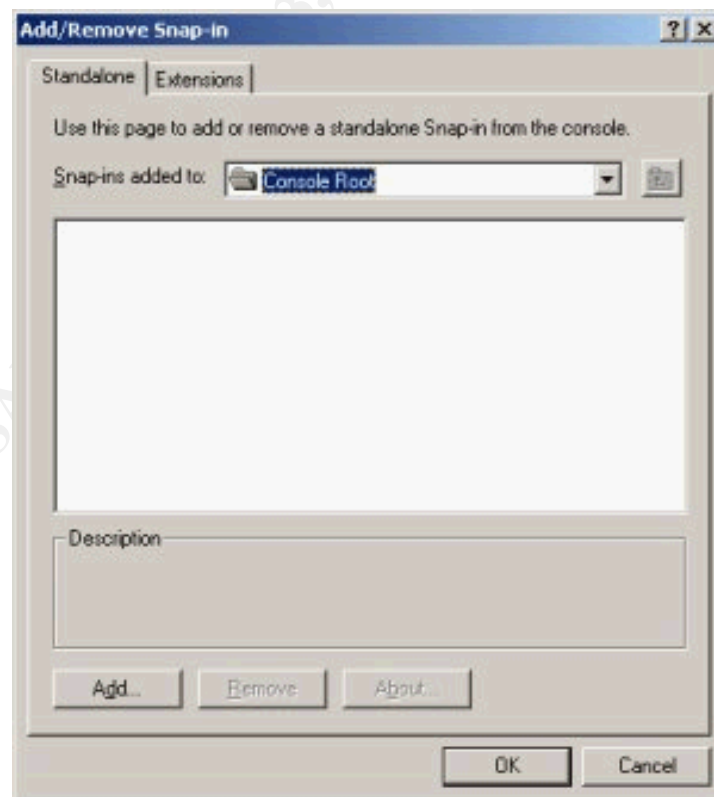 Add/Remove Snap-in
Standalone
Extensions
Use this page to add or remove a standalone Snap-in from the console.
Snap-ins added to:
Console Root
Description
Add...
Remove
About...
OK
Cancel